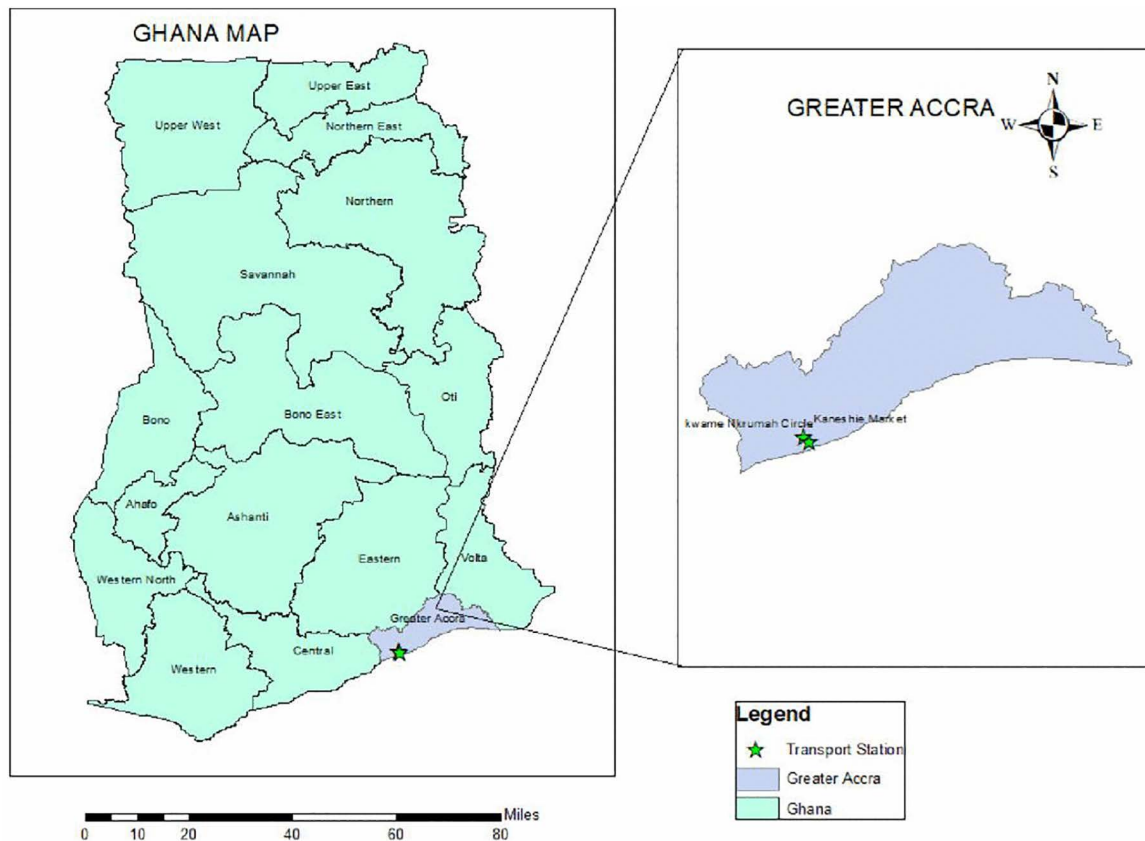 GHANA MAP
Upper East
Upper West
Northern East
Northern
Savannah
Bono
Bono East
Oti
Ahafo
Ashanti
Eastern
Volta
Western North
Greater Accra
Central
Western
GREATER ACCRA
N
W E
S
kwame Nkrumah Circle
Kaneshie Market
Legend
Transport Station
Greater Accra
Ghana
Miles
0 10 20 40 60 80